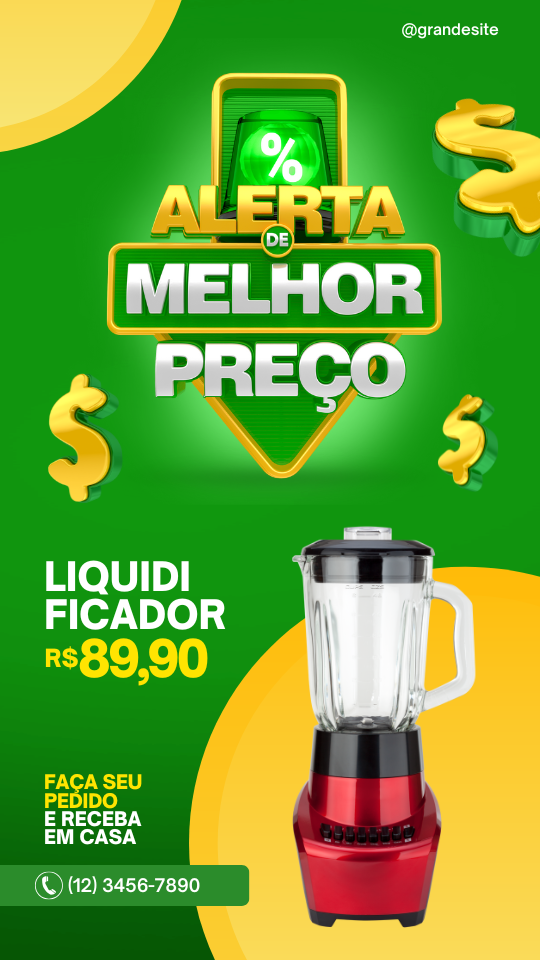 @grandesite
%
ALERTA
DE
MELHOR
PREÇO
LIQUIDI
FICADOR
R$89,90
FAÇA SEU
PEDIDO
E RECEBA
EM CASA
(12) 3456-7890